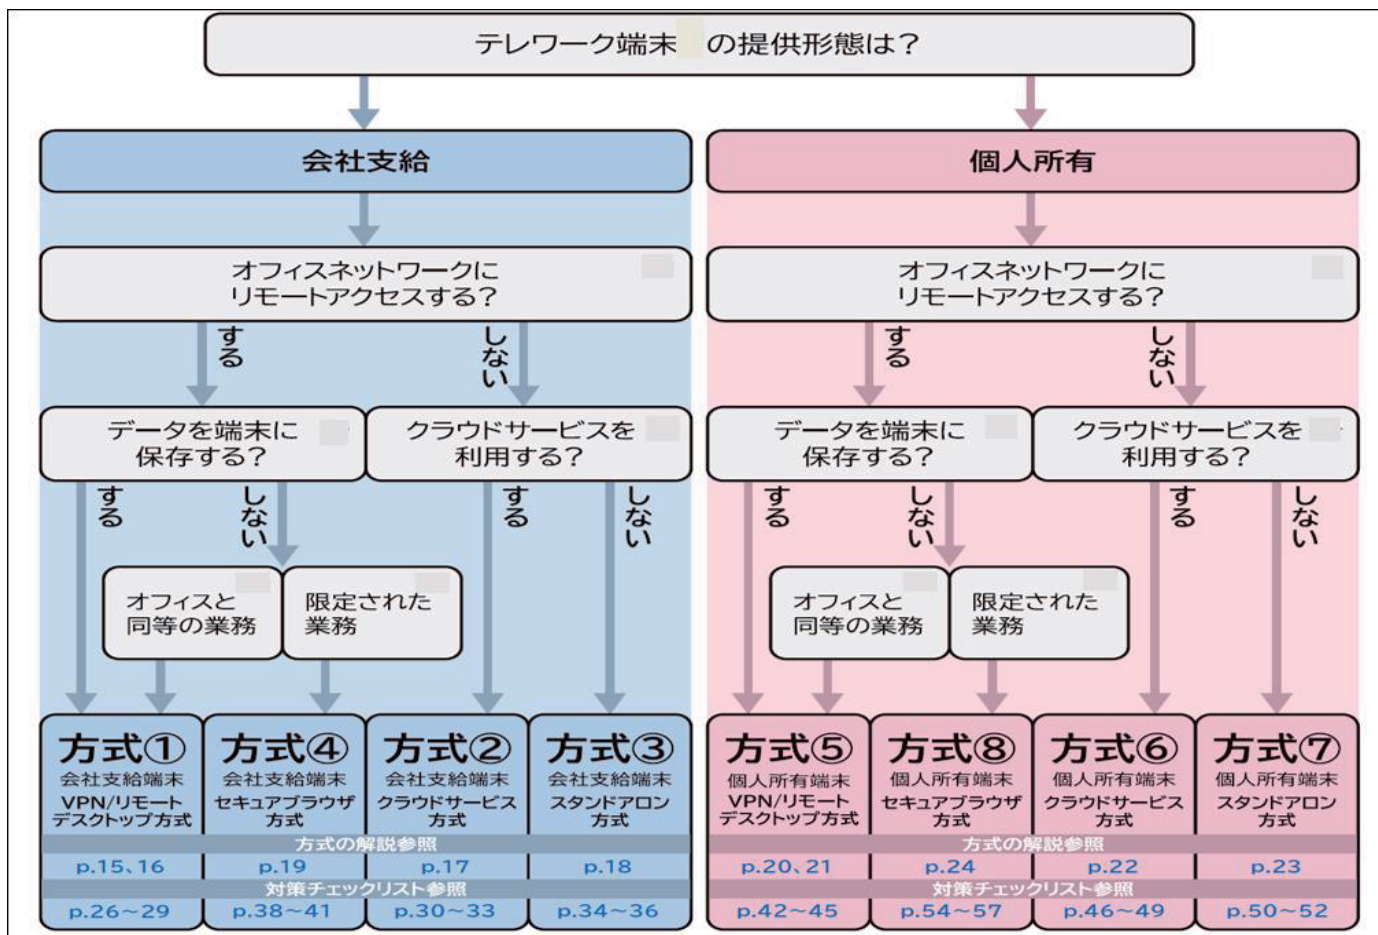 テレワーク端末 の提供形態は?
会社支給
個人所有
オフィスネットワークに
リモートアクセスする?
オフィスネットワークに
リモートアクセスする?
する
しない
する
しない
データを端末に
保存する?
クラウドサービスを
利用する?
データを端末に
保存する?
クラウドサービスを
利用する?
する
しない
する
しない
する
しない
する
しない
オフィスと
同等の業務
限定された
業務
オフィスと
同等の業務
限定された
業務
方式①
会社支給端末
VPN/リモート
デスクトップ方式
方式④
会社支給端末
セキュアブラウザ
方式
方式②
会社支給端末
クラウドサービス
方式
方式③
会社支給端末
スタンドアロン
方式
方式⑤
個人所有端末
VPN/リモート
デスクトップ方式
方式⑧
個人所有端末
セキュアブラウザ
方式
方式⑥
個人所有端末
クラウドサービス
方式
方式⑦
個人所有端末
スタンドアロン
方式
方式の解説参照
方式の解説参照
p.15、16
p.19
p.17
p.18
p.20、21
p.24
p.22
p.23
対策チェックリスト参照
対策チェックリスト参照
p.26～29
p.38～41
p.30～33
p.34～36
p.42～45
p.54～57
p.46～49
p.50～52